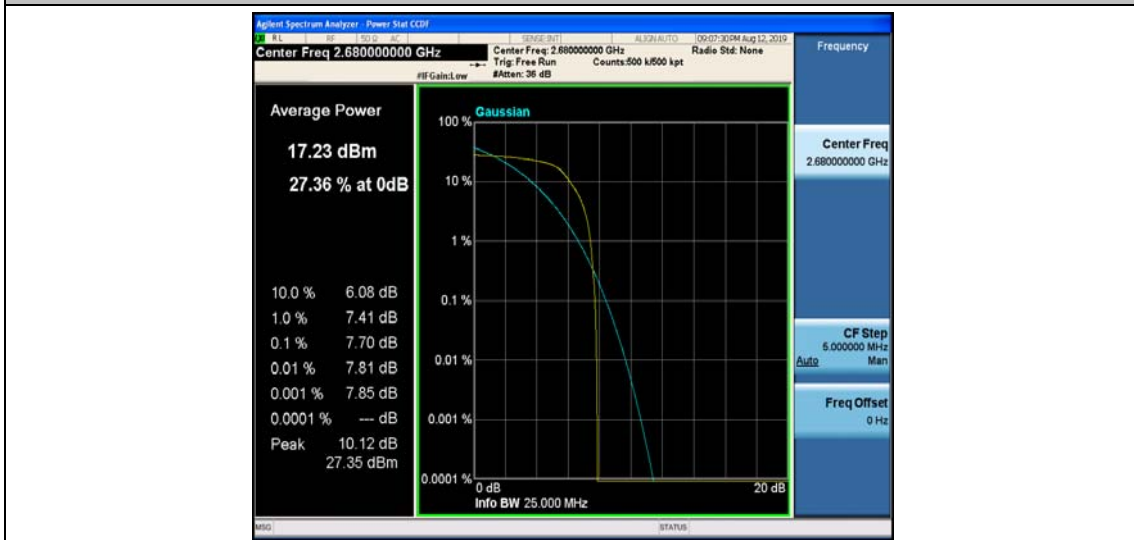 Agilent Spectrum Analyzer - Power Stat CCDF
RL RF 50 Ω AC SENSE:INT ALIGN AUTO 09:07:30PM Aug 12, 2019
Center Freq 2.680000000 GHz
Center Freq: 2.680000000 GHz Radio Std: None
Trig: Free Run Counts:500 k/500 kpt
#IFGain:Low #Atten: 36 dB
Frequency
Average Power
17.23 dBm
27.36 % at 0dB
10.0 % 6.08 dB
1.0 % 7.41 dB
0.1 % 7.70 dB
0.01 % 7.81 dB
0.001 % 7.85 dB
0.0001 % --- dB
Peak 10.12 dB
27.35 dBm
Gaussian
100 %
10 %
1 %
0.1 %
0.01 %
0.001 %
0.0001 %
0 dB 20 dB
Info BW 25.000 MHz
Center Freq
2.680000000 GHz
CF Step
5.000000 MHz
Auto Man
Freq Offset
0 Hz
MSG STATUS